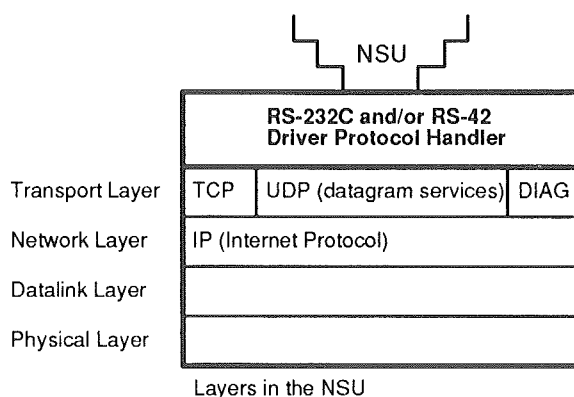 NSU
RS-232C and/or RS-42
Driver Protocol Handler
Transport Layer TCP UDP (datagram services) DIAG
Network Layer IP (Internet Protocol)
Datalink Layer
Physical Layer
Layers in the NSU